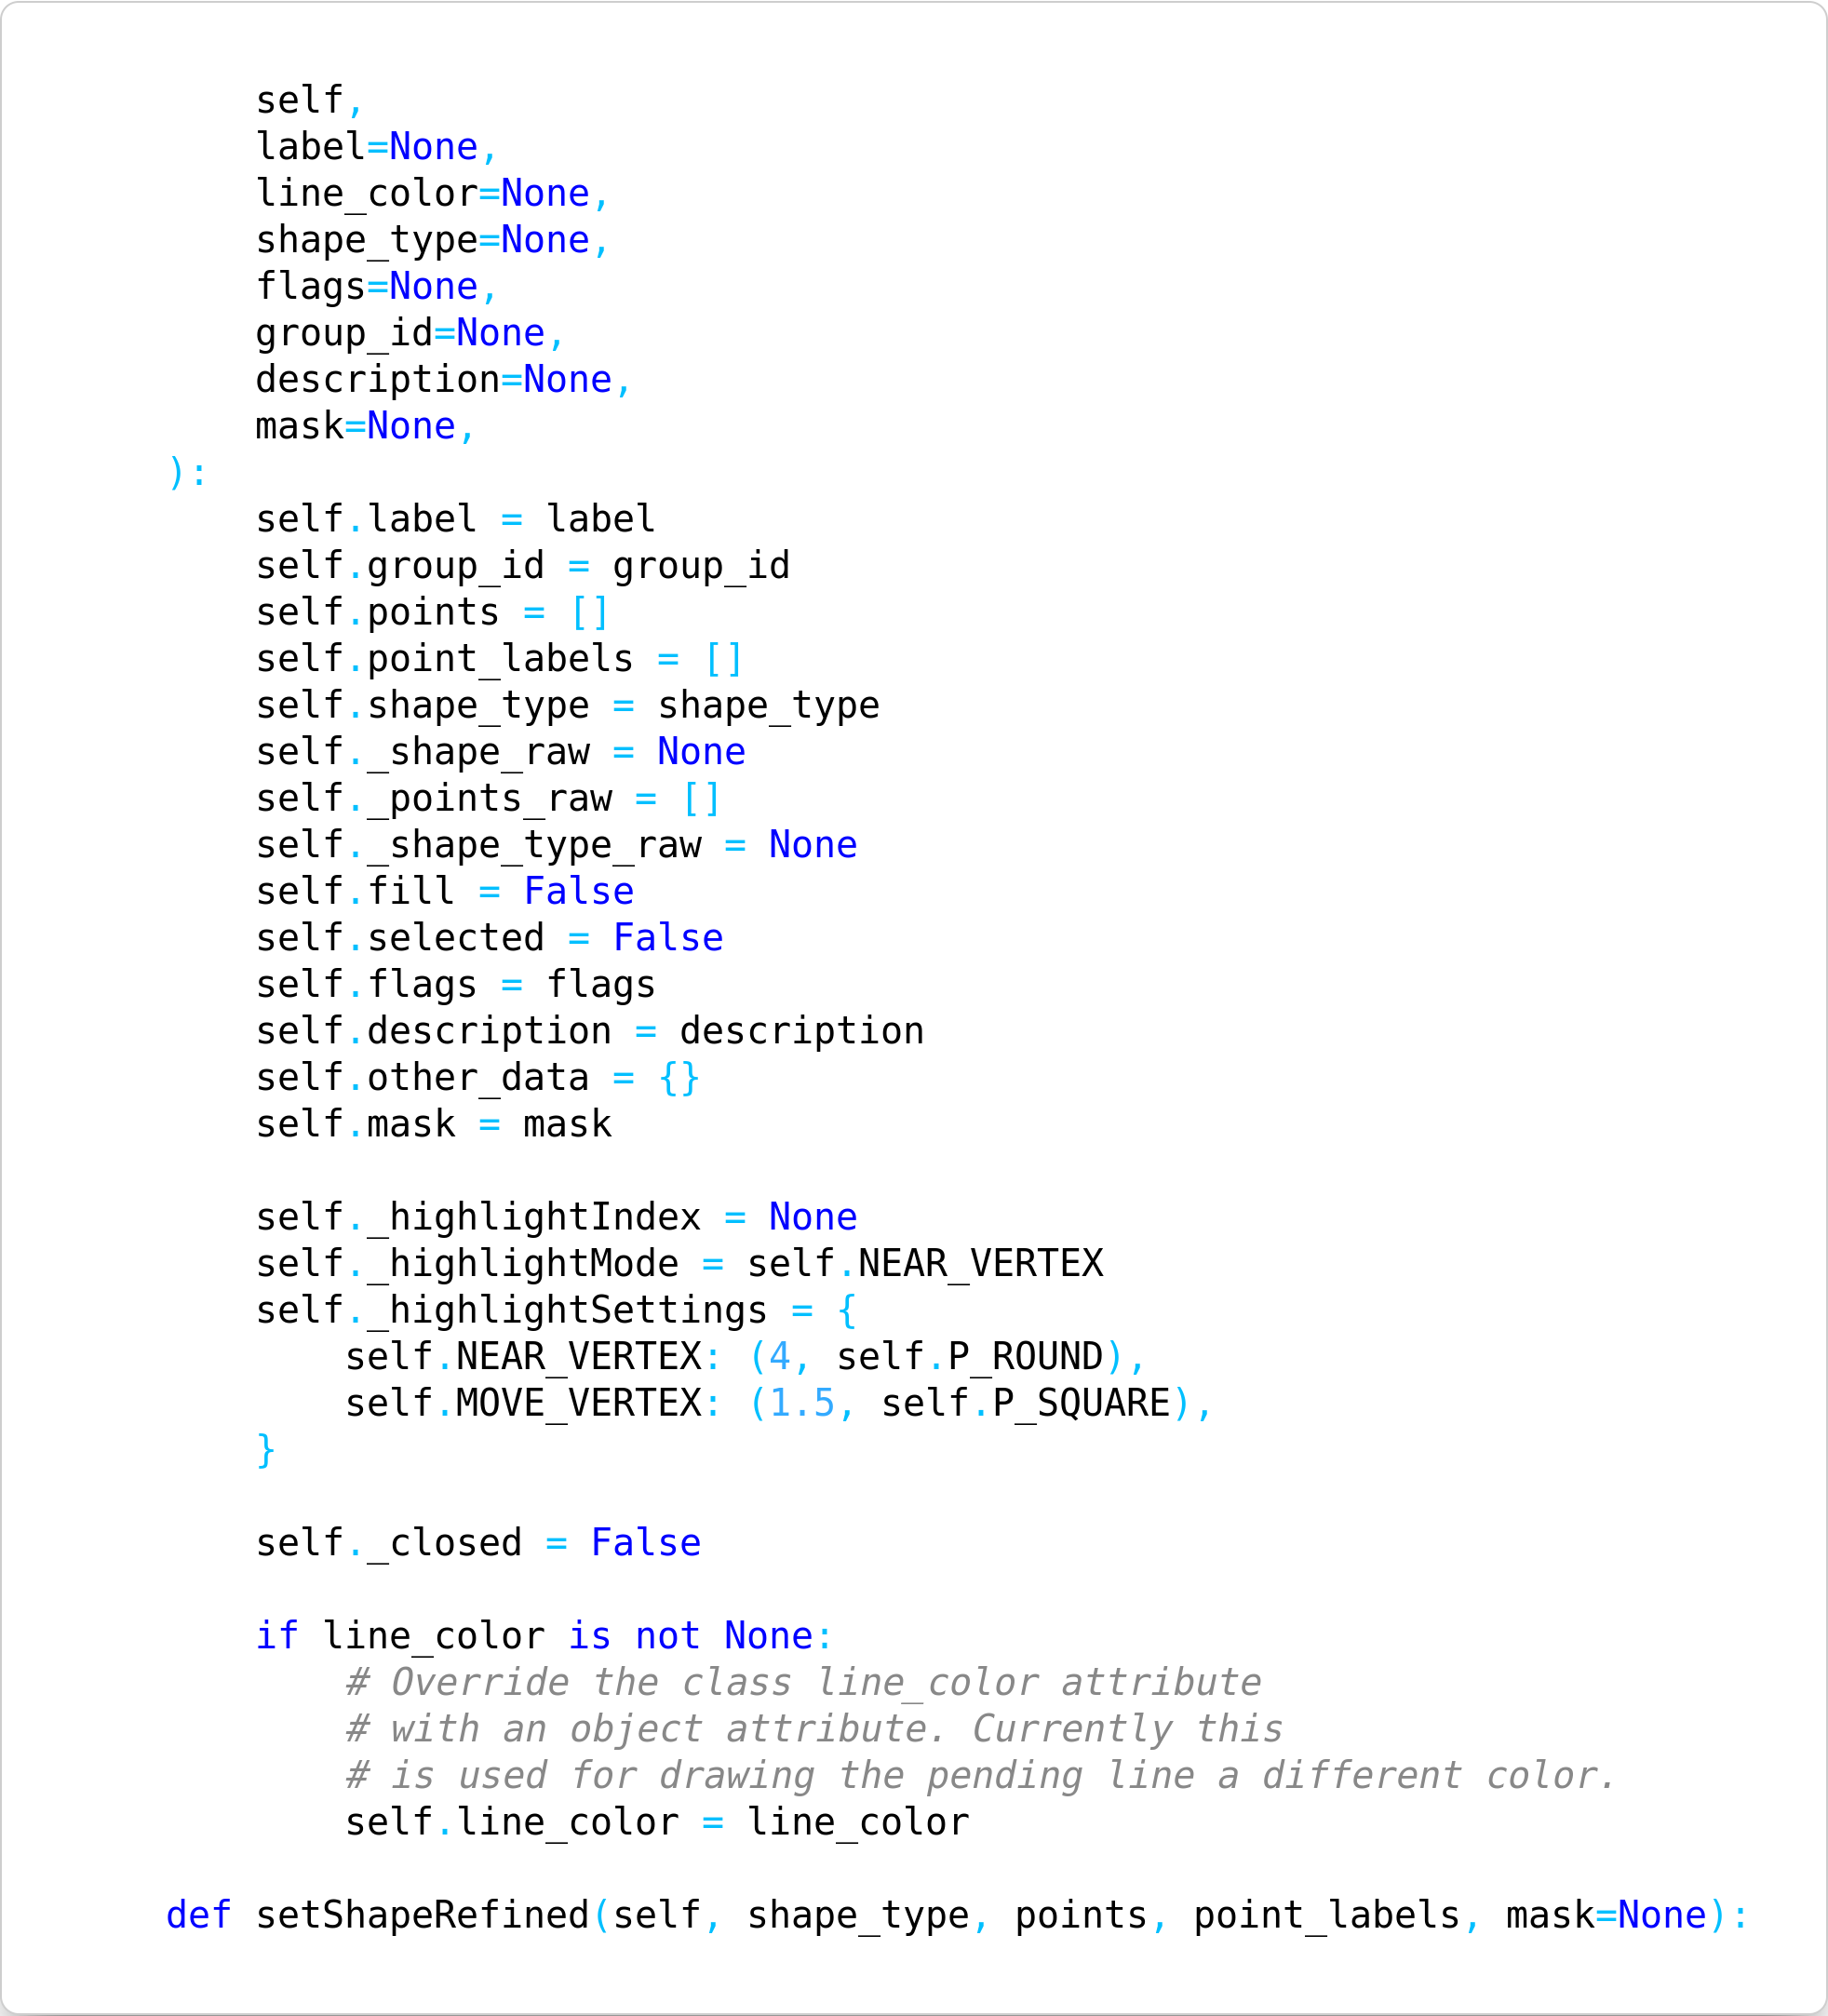 self,
        label=None,
        line_color=None,
        shape_type=None,
        flags=None,
        group_id=None,
        description=None,
        mask=None,
    ):
        self.label = label
        self.group_id = group_id
        self.points = []
        self.point_labels = []
        self.shape_type = shape_type
        self._shape_raw = None
        self._points_raw = []
        self._shape_type_raw = None
        self.fill = False
        self.selected = False
        self.flags = flags
        self.description = description
        self.other_data = {}
        self.mask = mask

        self._highlightIndex = None
        self._highlightMode = self.NEAR_VERTEX
        self._highlightSettings = {
            self.NEAR_VERTEX: (4, self.P_ROUND),
            self.MOVE_VERTEX: (1.5, self.P_SQUARE),
        }

        self._closed = False

        if line_color is not None:
            # Override the class line_color attribute
            # with an object attribute. Currently this
            # is used for drawing the pending line a different color.
            self.line_color = line_color

    def setShapeRefined(self, shape_type, points, point_labels, mask=None):